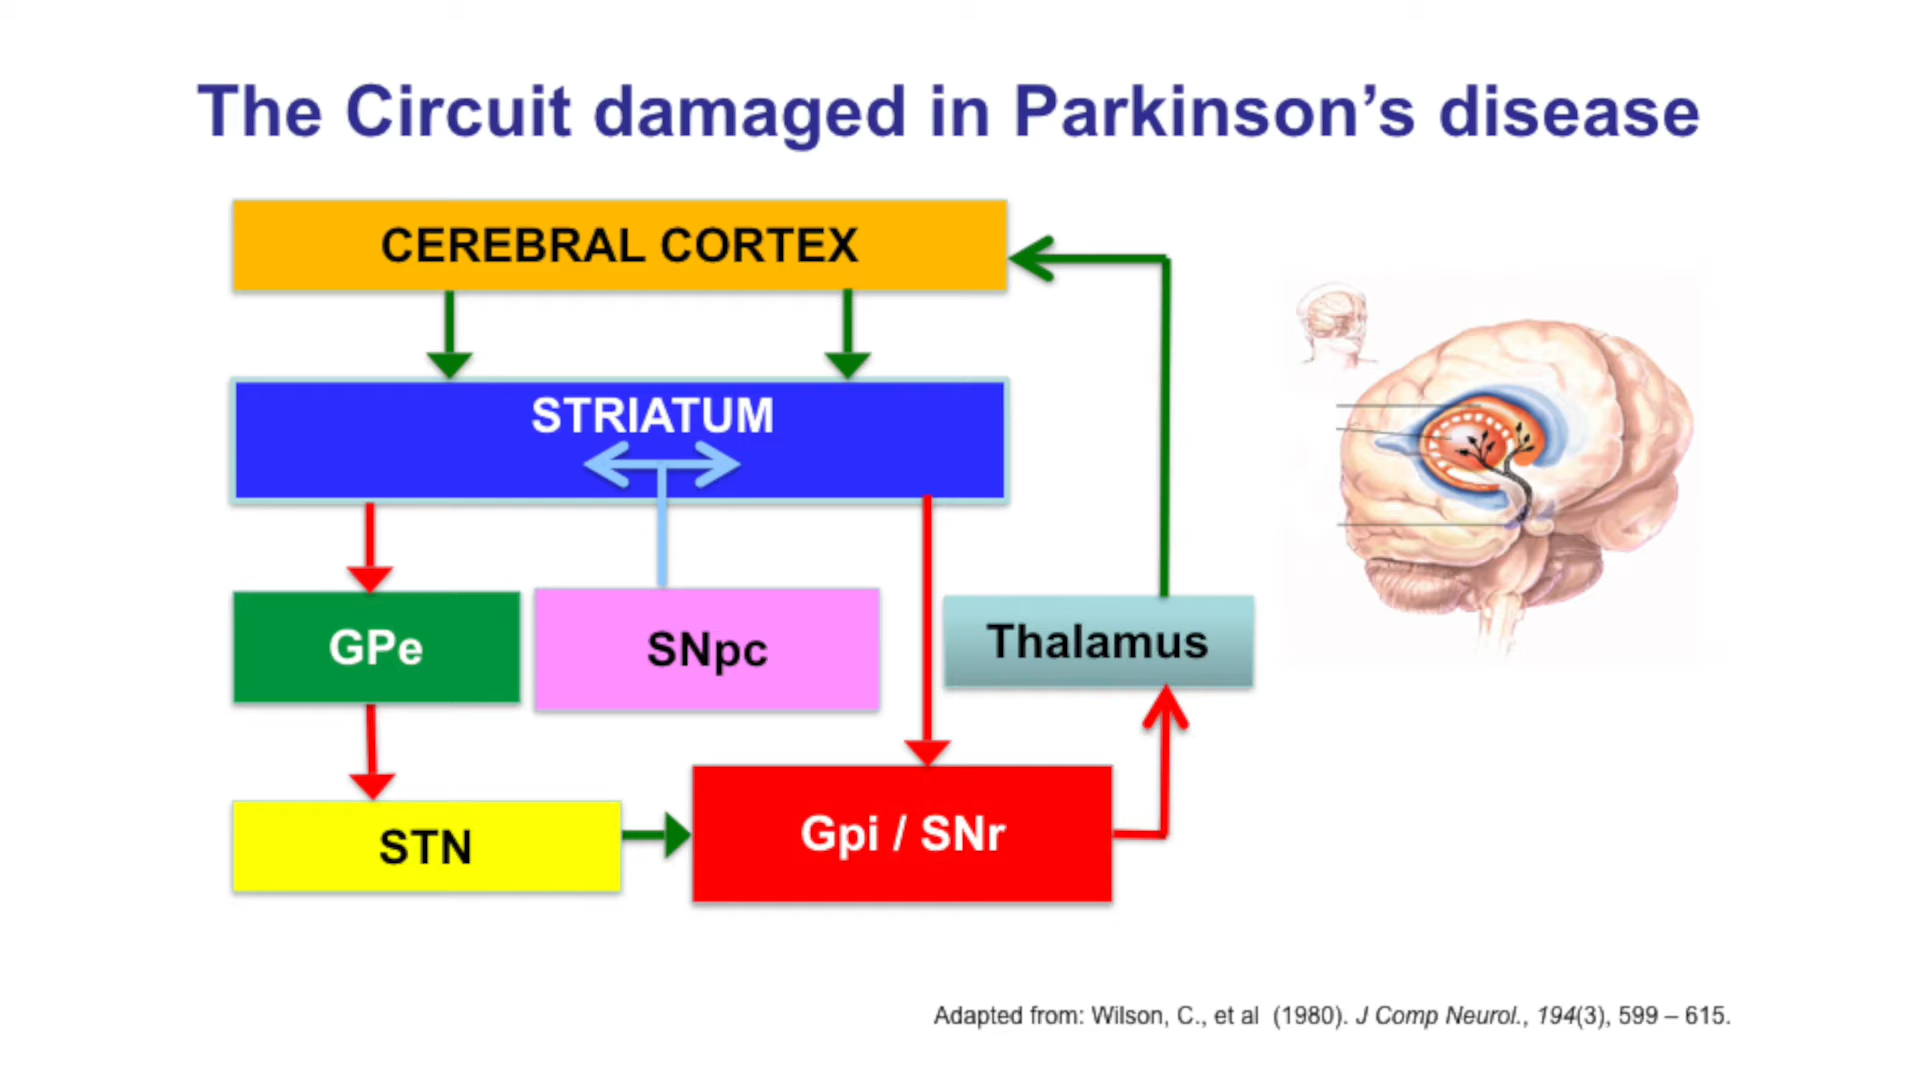 The Circuit damaged in Parkinson’s disease
CEREBRAL CORTEX
STRIATUM
GPe
SNpc
Thalamus
STN
Gpi / SNr
Adapted from: Wilson, C., et al (1980). J Comp Neurol., 194(3), 599 – 615.